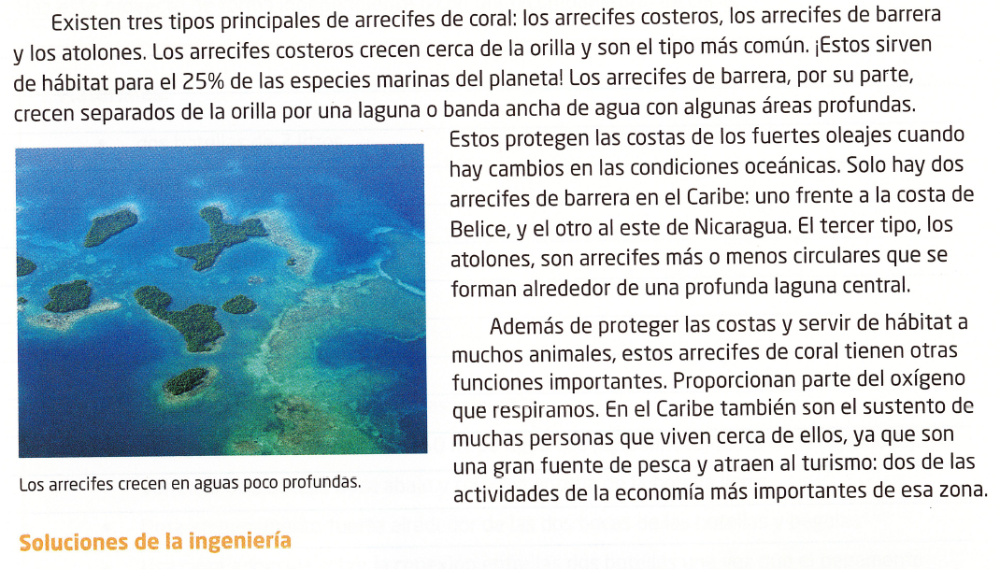 Existen tres tipos principales de arrecifes de coral: los arrecifes costeros, los arrecifes de barrera
y los atolones. Los arrecifes costeros crecen cerca de la orilla y son el tipo más común. ¡Estos sirven
de hábitat para el 25% de las especies marinas del planeta! Los arrecifes de barrera, por su parte,
crecen separados de la orilla por una laguna o banda ancha de agua con algunas áreas profundas.
Estos protegen las costas de los fuertes oleajes cuando
hay cambios en las condiciones oceánicas. Solo hay dos
arrecifes de barrera en el Caribe: uno frente a la costa de
Belice, y el otro al este de Nicaragua. El tercer tipo, los
atolones, son arrecifes más o menos circulares que se
forman alrededor de una profunda laguna central.
Además de proteger las costas y servir de hábitat a
muchos animales, estos arrecifes de coral tienen otras
funciones importantes. Proporcionan parte del oxígeno
que respiramos. En el Caribe también son el sustento de
muchas personas que viven cerca de ellos, ya que son
una gran fuente de pesca y atraen al turismo: dos de las
actividades de la economía más importantes de esa zona.
Los arrecifes crecen en aguas poco profundas.
Soluciones de la ingeniería